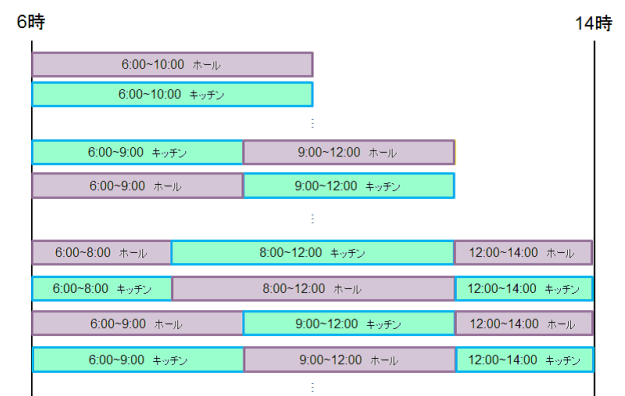 6時 14時
6:00~10:00 ホール
6:00~10:00 キッチン
⋮
6:00~9:00 キッチン 9:00~12:00 ホール
6:00~9:00 ホール 9:00~12:00 キッチン
⋮
6:00~8:00 ホール 8:00~12:00 キッチン 12:00~14:00 ホール
6:00~8:00 キッチン 8:00~12:00 ホール 12:00~14:00 キッチン
6:00~9:00 ホール 9:00~12:00 キッチン 12:00~14:00 ホール
6:00~9:00 キッチン 9:00~12:00 ホール 12:00~14:00 キッチン
⋮